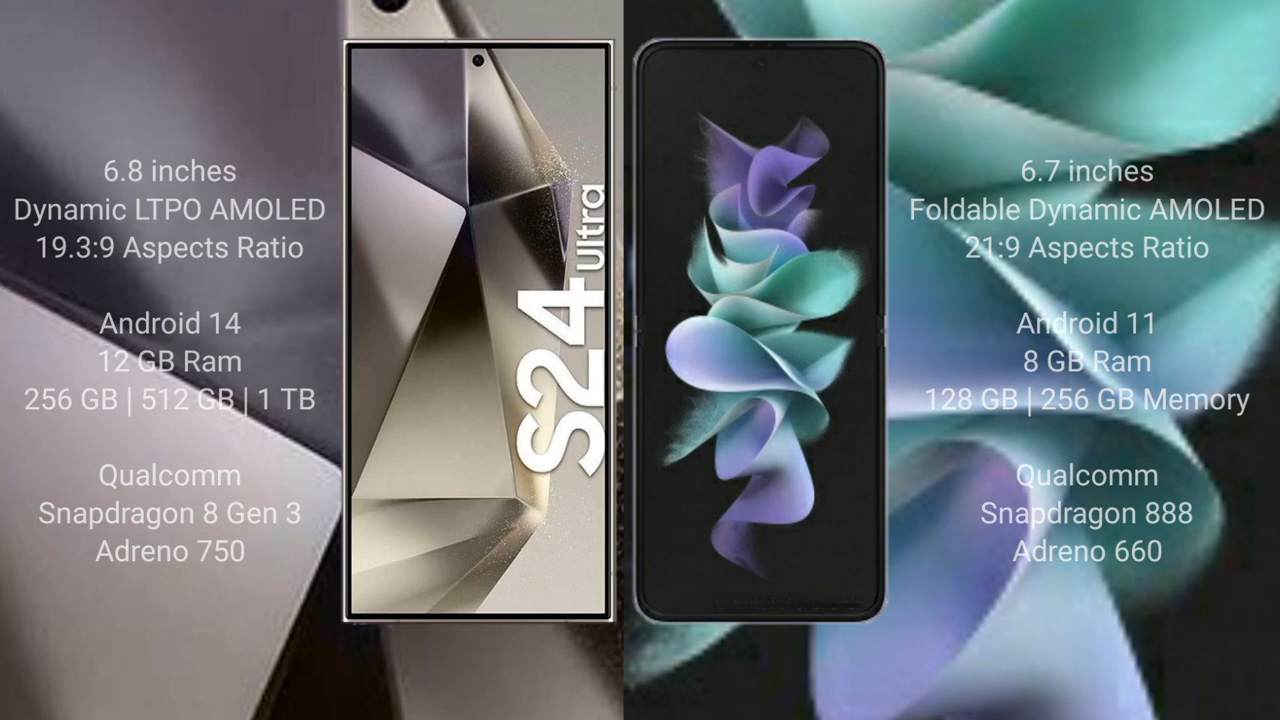 6.8 inches
Dynamic LTPO AMOLED
19.3:9 Aspects Ratio
Android 14
12 GB Ram
256 GB | 512 GB | 1 TB
Qualcomm
Snapdragon 8 Gen 3
Adreno 750
S24 ultra
6.7 inches
Foldable Dynamic AMOLED
21:9 Aspects Ratio
Android 11
8 GB Ram
128 GB | 256 GB Memory
Qualcomm
Snapdragon 888
Adreno 660